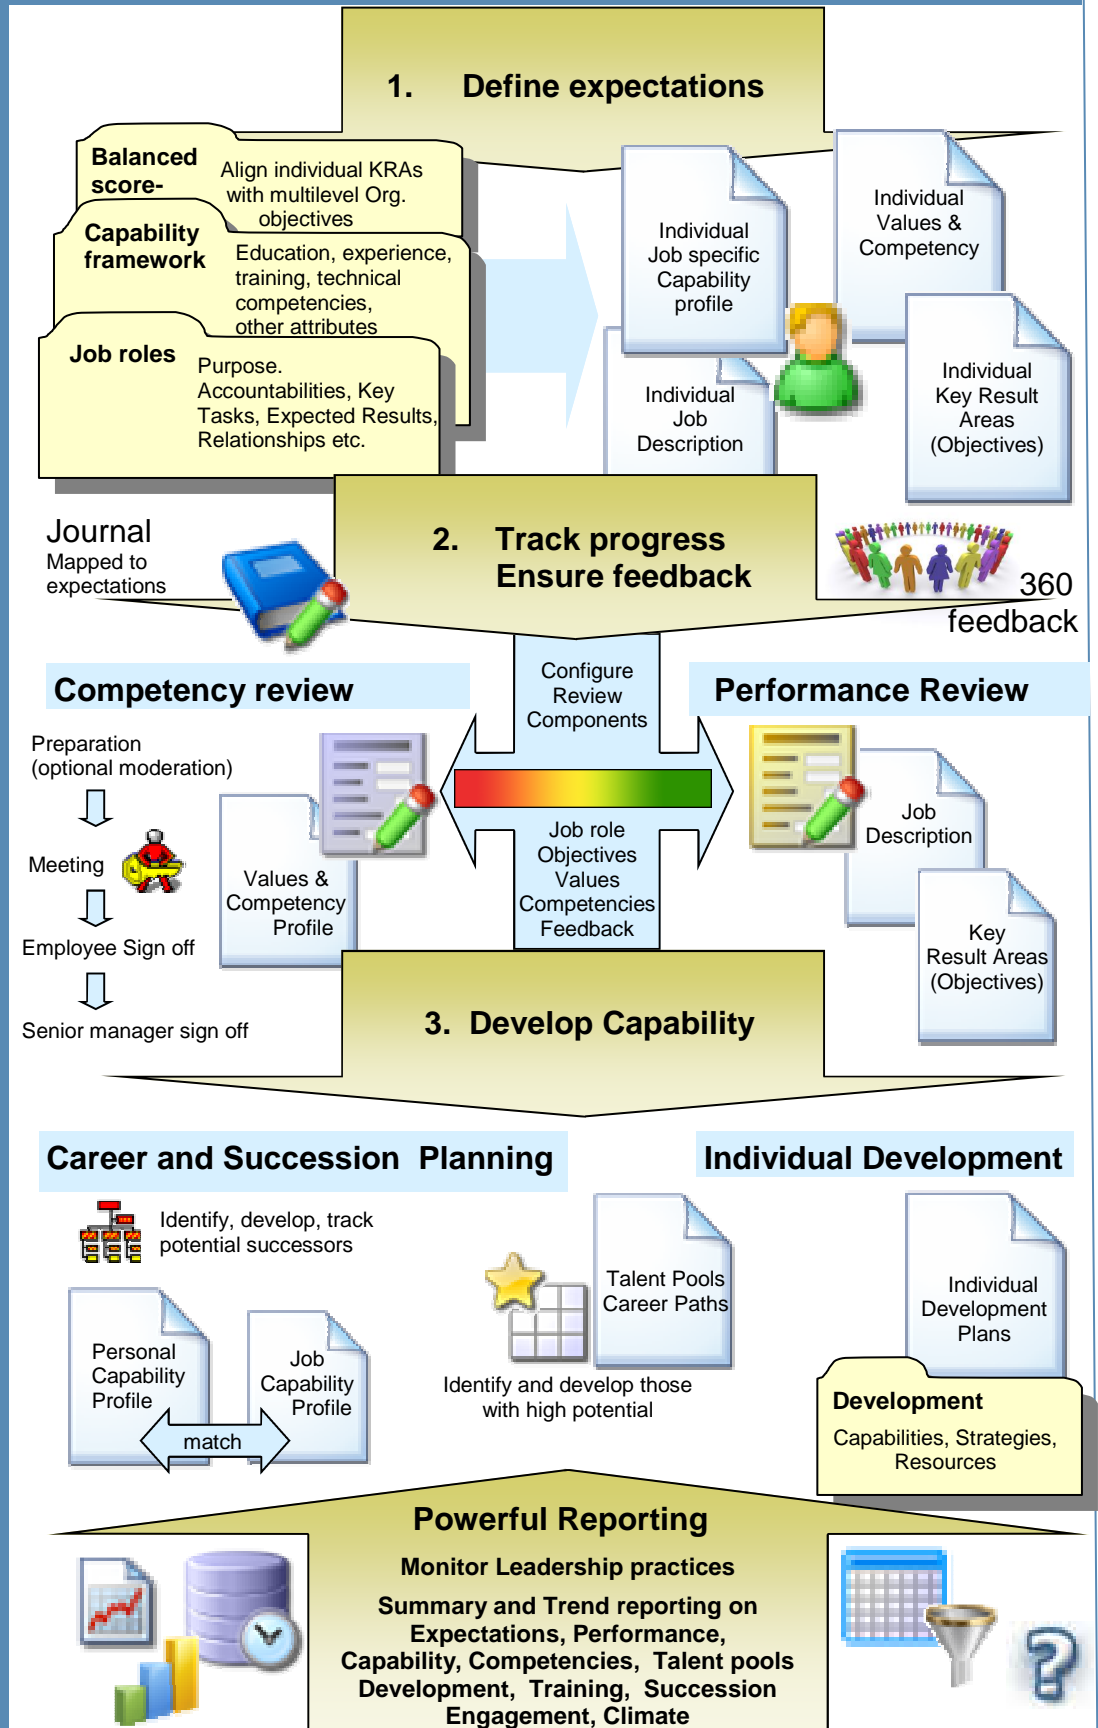 1. Define expectations
Balanced
score-
Align individual KRAs
with multilevel Org.
objectives
Capability
framework
Education, experience,
training, technical
competencies,
other attributes
Job roles
Purpose.
Accountabilities, Key
Tasks, Expected Results,
Relationships etc.
Individual
Job specific
Capability
profile
Individual
Values &
Competency
Individual
Job
Description
Individual
Key Result
Areas
(Objectives)
2. Track progress
Ensure feedback
Journal
Mapped to
expectations
360
feedback
Competency review
Configure
Review
Components
Performance Review
Preparation
(optional moderation)
Meeting
Employee Sign off
Senior manager sign off
Values &
Competency
Profile
Job role
Objectives
Values
Competencies
Feedback
Job
Description
Key
Result Areas
(Objectives)
3. Develop Capability
Career and Succession Planning
Individual Development
Identify, develop, track
potential successors
Personal
Capability
Profile
Job
Capability
Profile
match
Talent Pools
Career Paths
Identify and develop those
with high potential
Individual
Development
Plans
Development
Capabilities, Strategies,
Resources
Powerful Reporting
Monitor Leadership practices
Summary and Trend reporting on
Expectations, Performance,
Capability, Competencies, Talent pools
Development, Training, Succession
Engagement, Climate